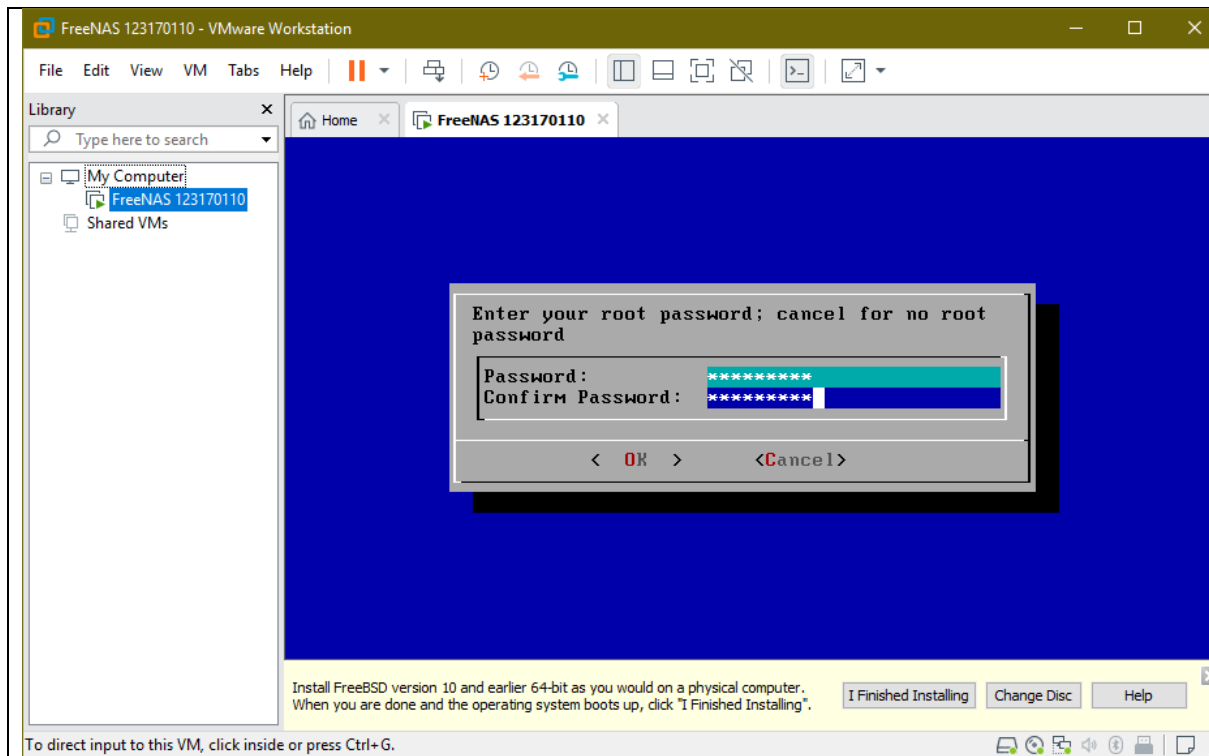 FreeNAS 123170110 - VMware Workstation
File Edit View VM Tabs Help
Library
Home
FreeNAS 123170110
Type here to search
My Computer
FreeNAS 123170110
Shared VMs
Enter your root password; cancel for no root
password
Password: *********
Confirm Password: *********
< OK > <Cancel>
Install FreeBSD version 10 and earlier 64-bit as you would on a physical computer.
When you are done and the operating system boots up, click "I Finished Installing".
I Finished Installing
Change Disc
Help
To direct input to this VM, click inside or press Ctrl+G.